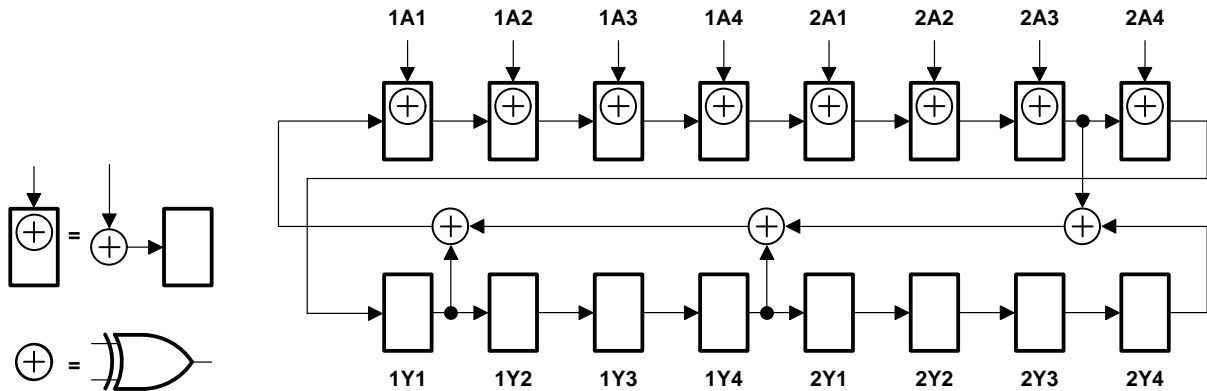 1A1 1A2 1A3 1A4 2A1 2A2 2A3 2A4
=
=
1Y1 1Y2 1Y3 1Y4 2Y1 2Y2 2Y3 2Y4